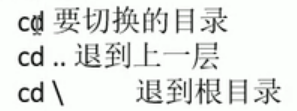 cd 要切换的目录
cd .. 退到上一层
cd \ 退到根目录